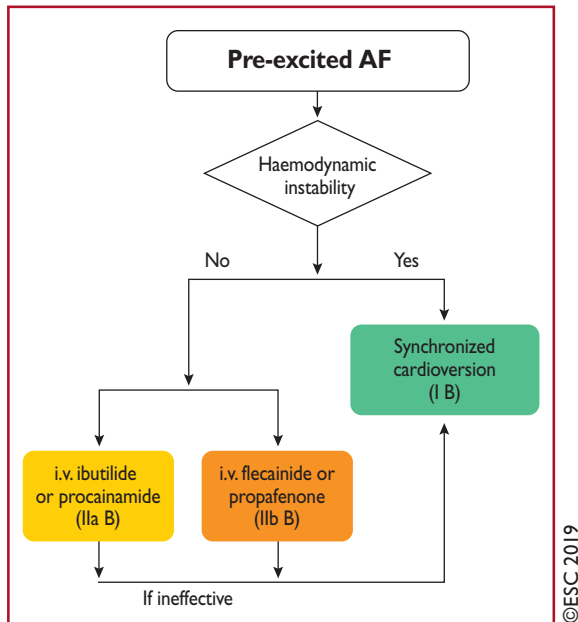 Pre-excited AF
Haemodynamic
instability
No
Yes
Synchronized
cardioversion
(I B)
i.v. ibutilide
or procainamide
(IIa B)
i.v. flecainide or
propafenone
(IIb B)
If ineffective
©ESC 2019